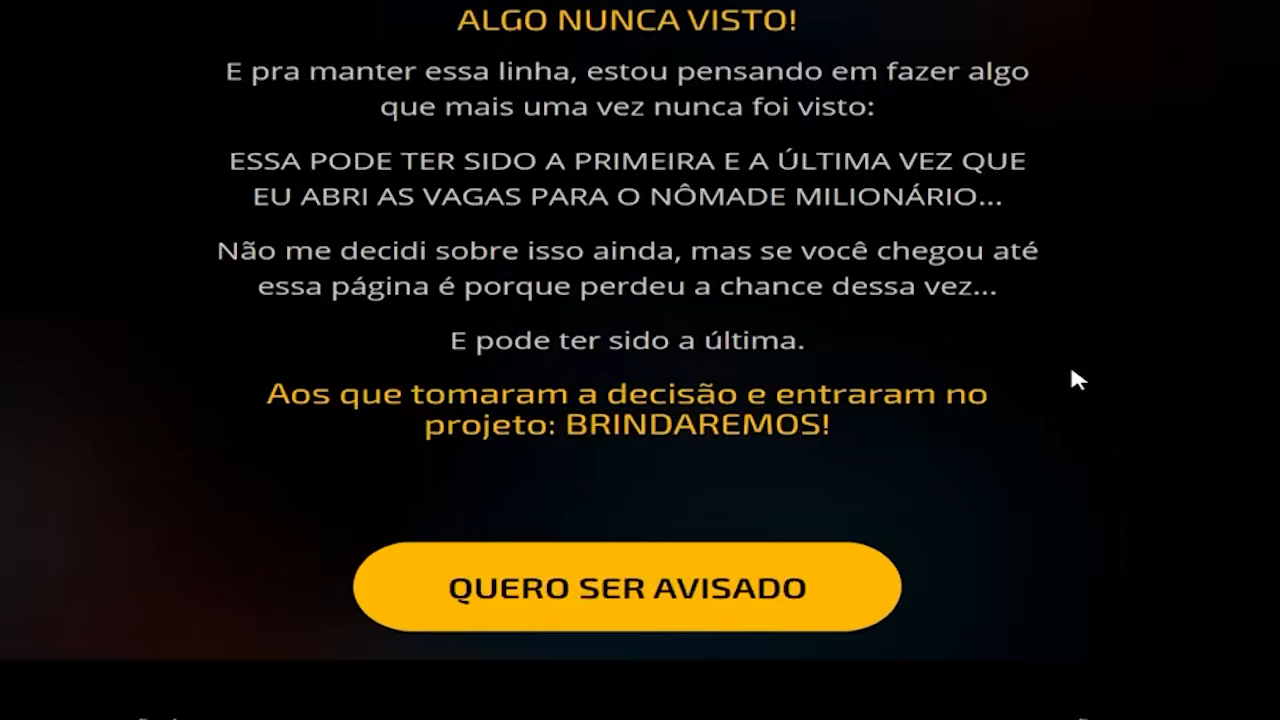 ALGO NUNCA VISTO!
E pra manter essa linha, estou pensando em fazer algo
que mais uma vez nunca foi visto:
ESSA PODE TER SIDO A PRIMEIRA E A ÚLTIMA VEZ QUE
EU ABRI AS VAGAS PARA O NÔMADE MILIONÁRIO...
Não me decidi sobre isso ainda, mas se você chegou até
essa página é porque perdeu a chance dessa vez...
E pode ter sido a última.
Aos que tomaram a decisão e entraram no
projeto: BRINDAREMOS!
QUERO SER AVISADO